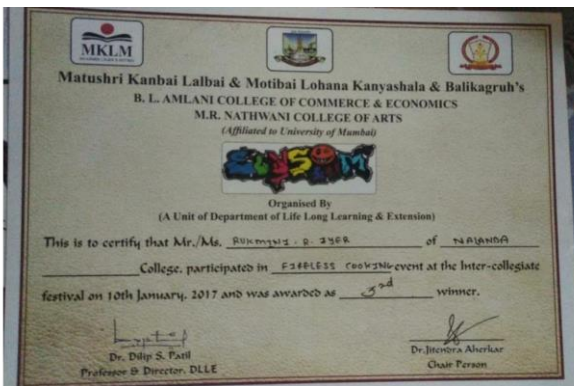 MKLM
Matushri Kanbai Lalbai & Motibai Lohana Kanyashala & Balikagruh's
B. L. AMLANI COLLEGE OF COMMERCE & ECONOMICS
M.R. NATHWANI COLLEGE OF ARTS
(Affiliated to University of Mumbai)
Organised By
(A Unit of Department of Life Long Learning & Extension)
This is to certify that Mr./Ms. RUKMINI. R. IYER of NALANDA
College, participated in FIRELESS COOKING event at the Inter-collegiate
festival on 10th January, 2017 and was awarded as 3rd winner.
Dr. Dilip S. Patil
Professor & Director, DLLE
Dr. Jitendra Aherkar
Chair Person